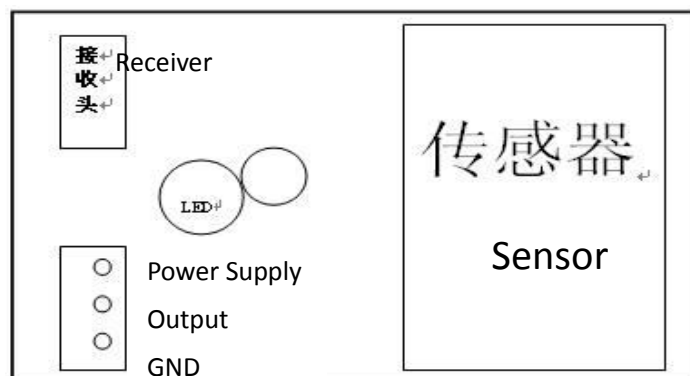 接
收
头
Receiver
传感器
LED
Sensor
Power Supply
Output
GND